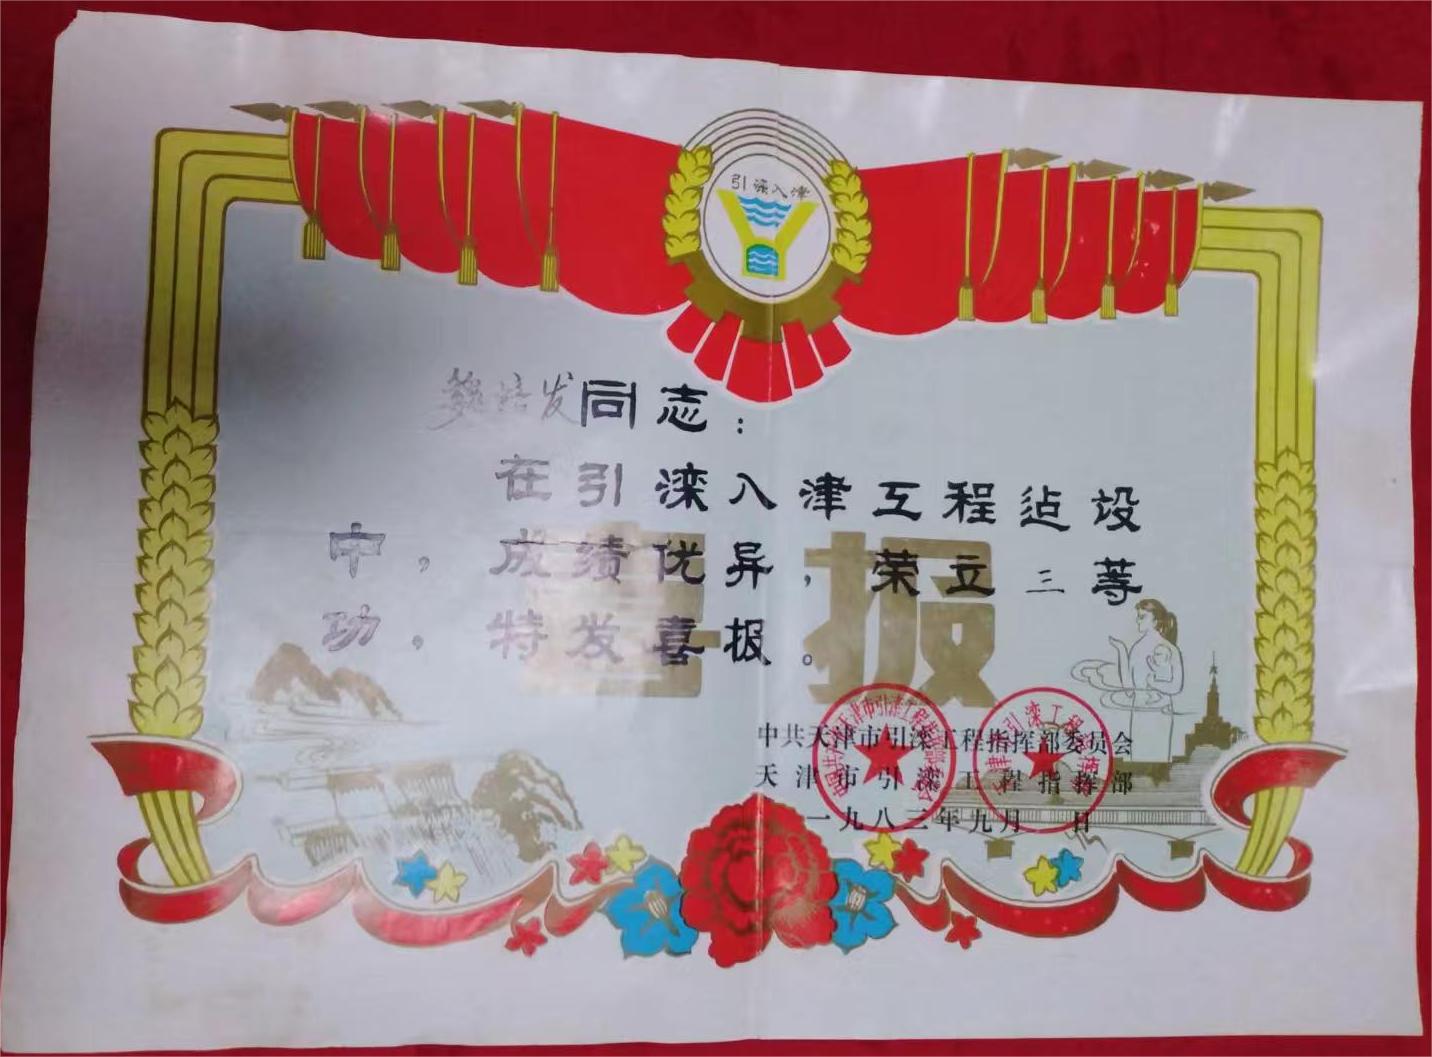 引滦入津
培发同志：
在引滦入津工程建设
中，成绩优异，荣立三等
功，特发喜报。
喜报
中共天津市引滦工程指挥部委员会
天津市引滦工程指挥部
一九八三年九月 日